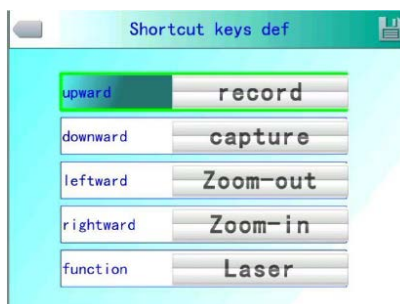 Shortcut keys def
upward record
downward capture
leftward Zoom-out
rightward Zoom-in
function Laser